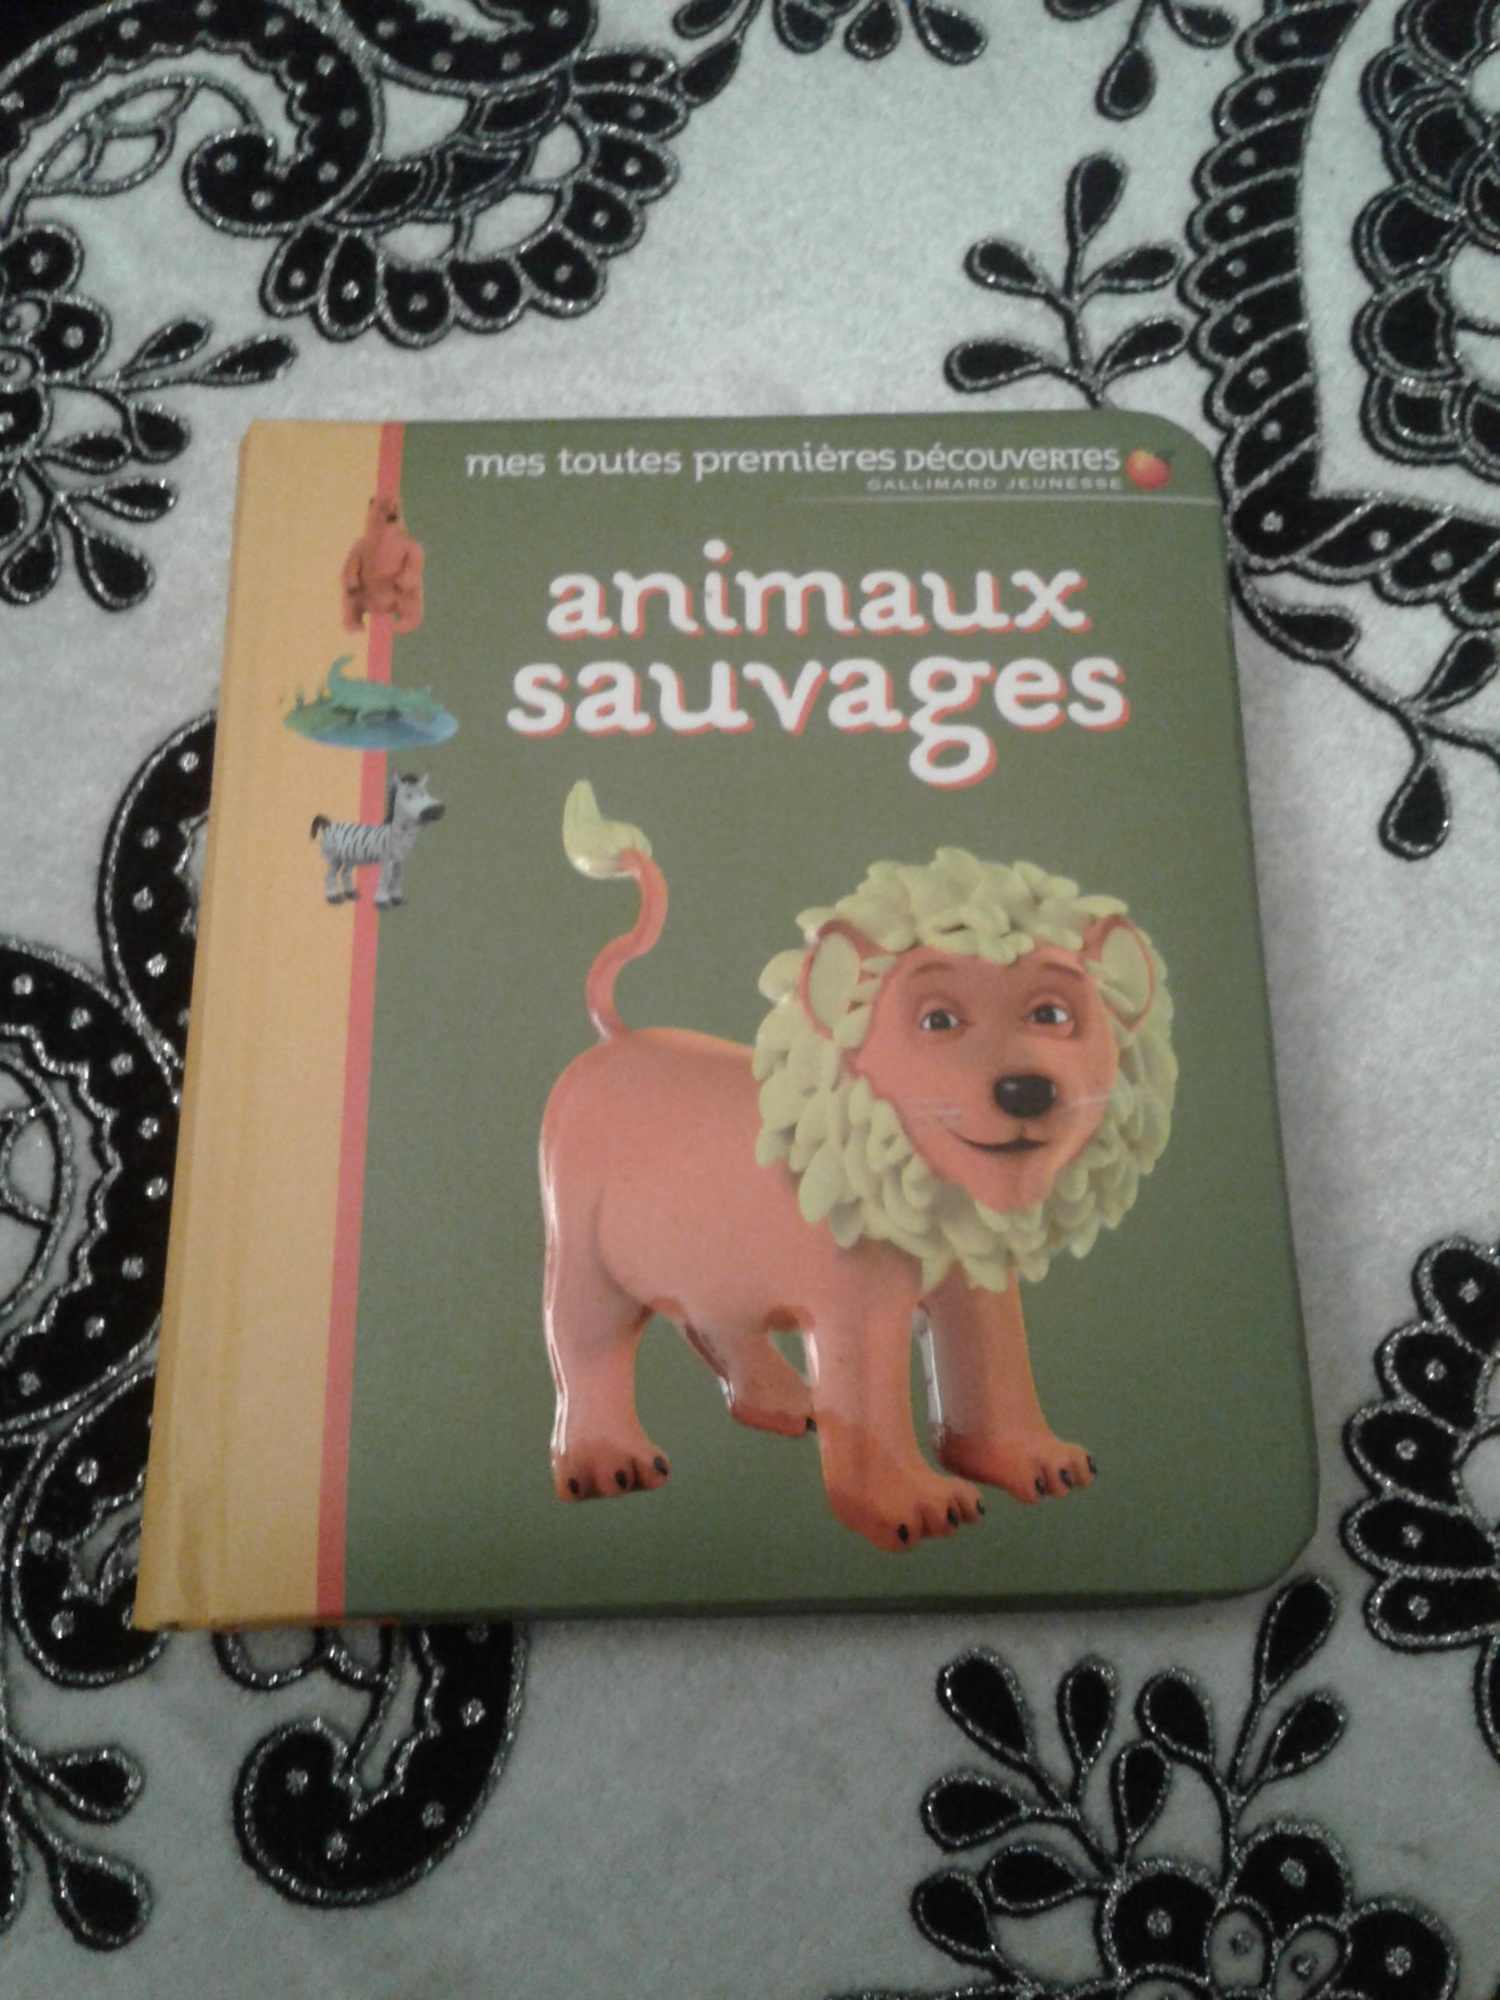 mes toutes premières DÉCOUVERTES
GALLIMARD JEUNESSE
animaux
sauvages